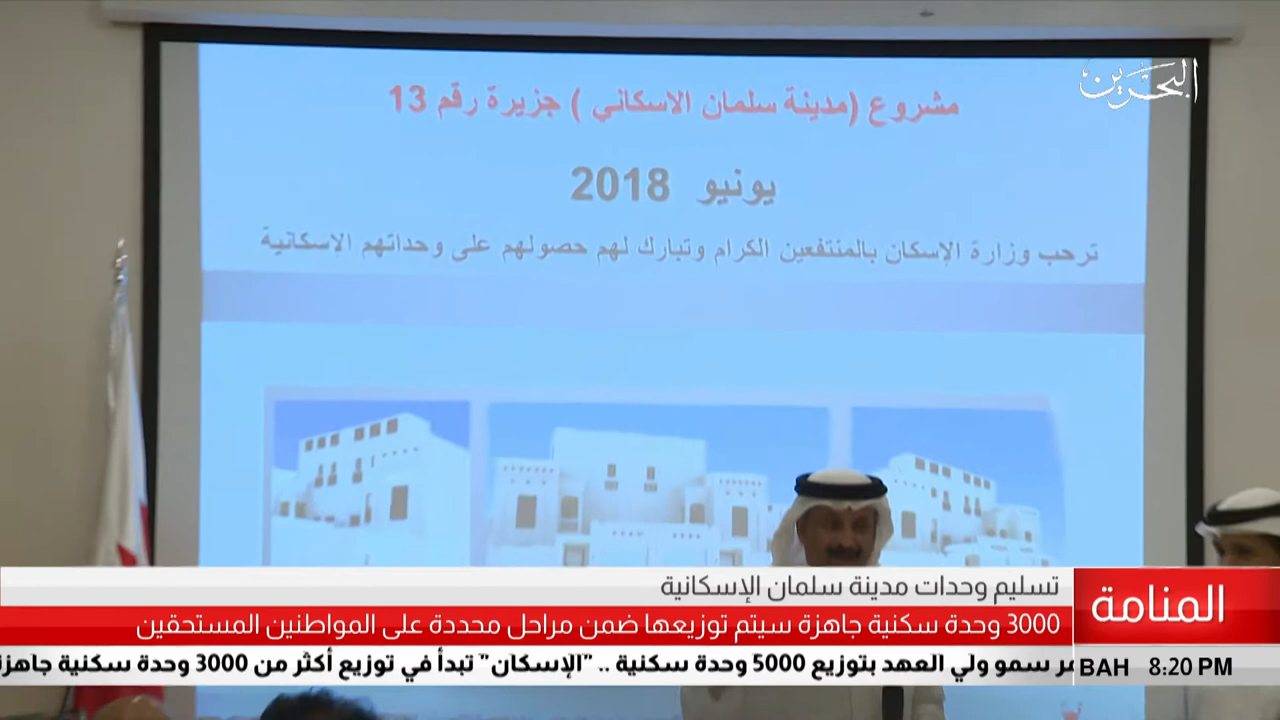 البحرين
مشروع (مدينة سلمان الاسكاني ) جزيرة رقم 13
يونيو 2018
ترحب وزارة الإسكان بالمنتفعين الكرام وتبارك لهم حصولهم على وحداتهم الإسكانية
المنامة
تسليم وحدات مدينة سلمان الإسكانية
3000 وحدة سكنية جاهزة سيتم توزيعها ضمن مراحل محددة على المواطنين المستحقين
BAH 8:20 PM
سمو ولي العهد بتوزيع 5000 وحدة سكنية .. "الإسكان" تبدأ في توزيع أكثر من 3000 وحدة سكنية جاهزة